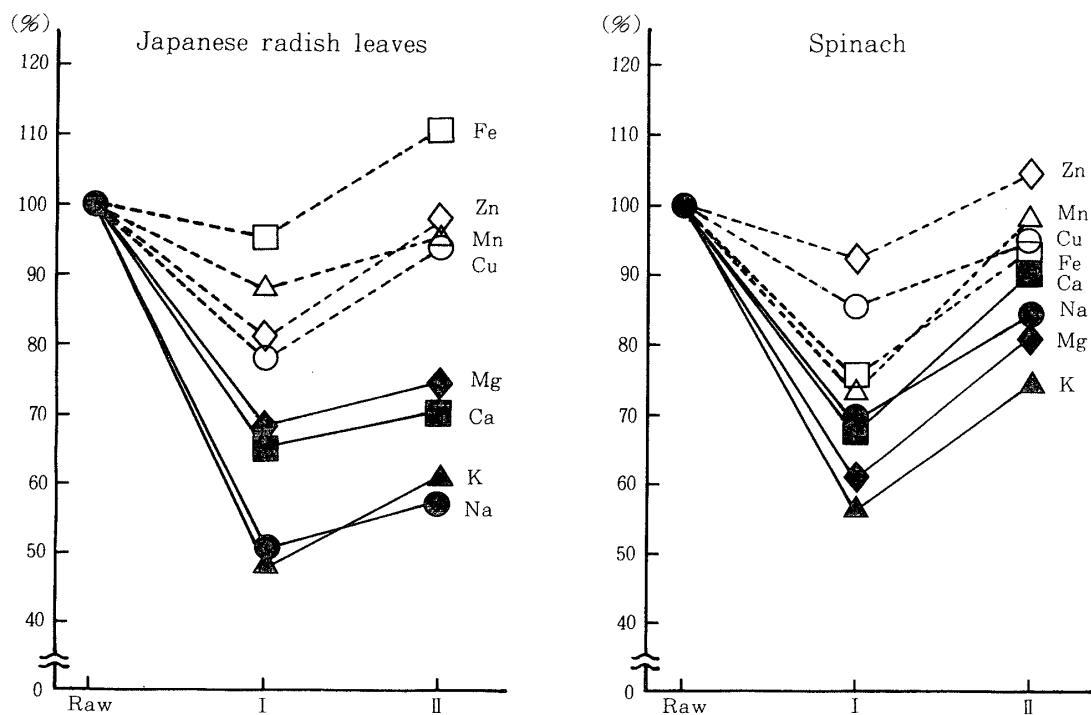 (%)
Japanese radish leaves
120
110
100
90
80
70
60
50
40
0
Raw
I
II
Fe
Zn
Mn
Cu
Mg
Ca
K
Na
(%)
Spinach
120
110
100
90
80
70
60
50
40
0
Raw
I
II
Zn
Mn
Cu
Fe
Ca
Na
Mg
K